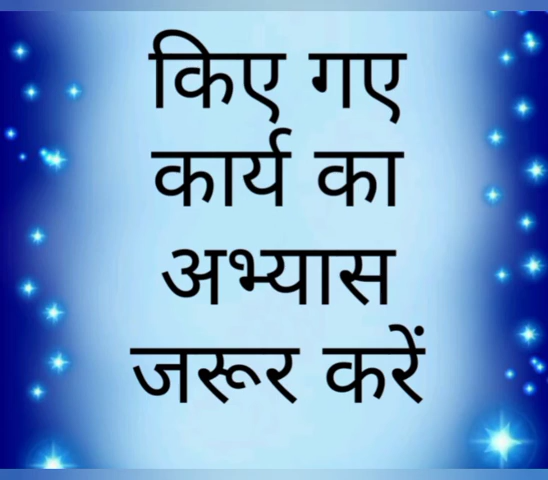 किए गए
कार्य का
अभ्यास
जरूर करें